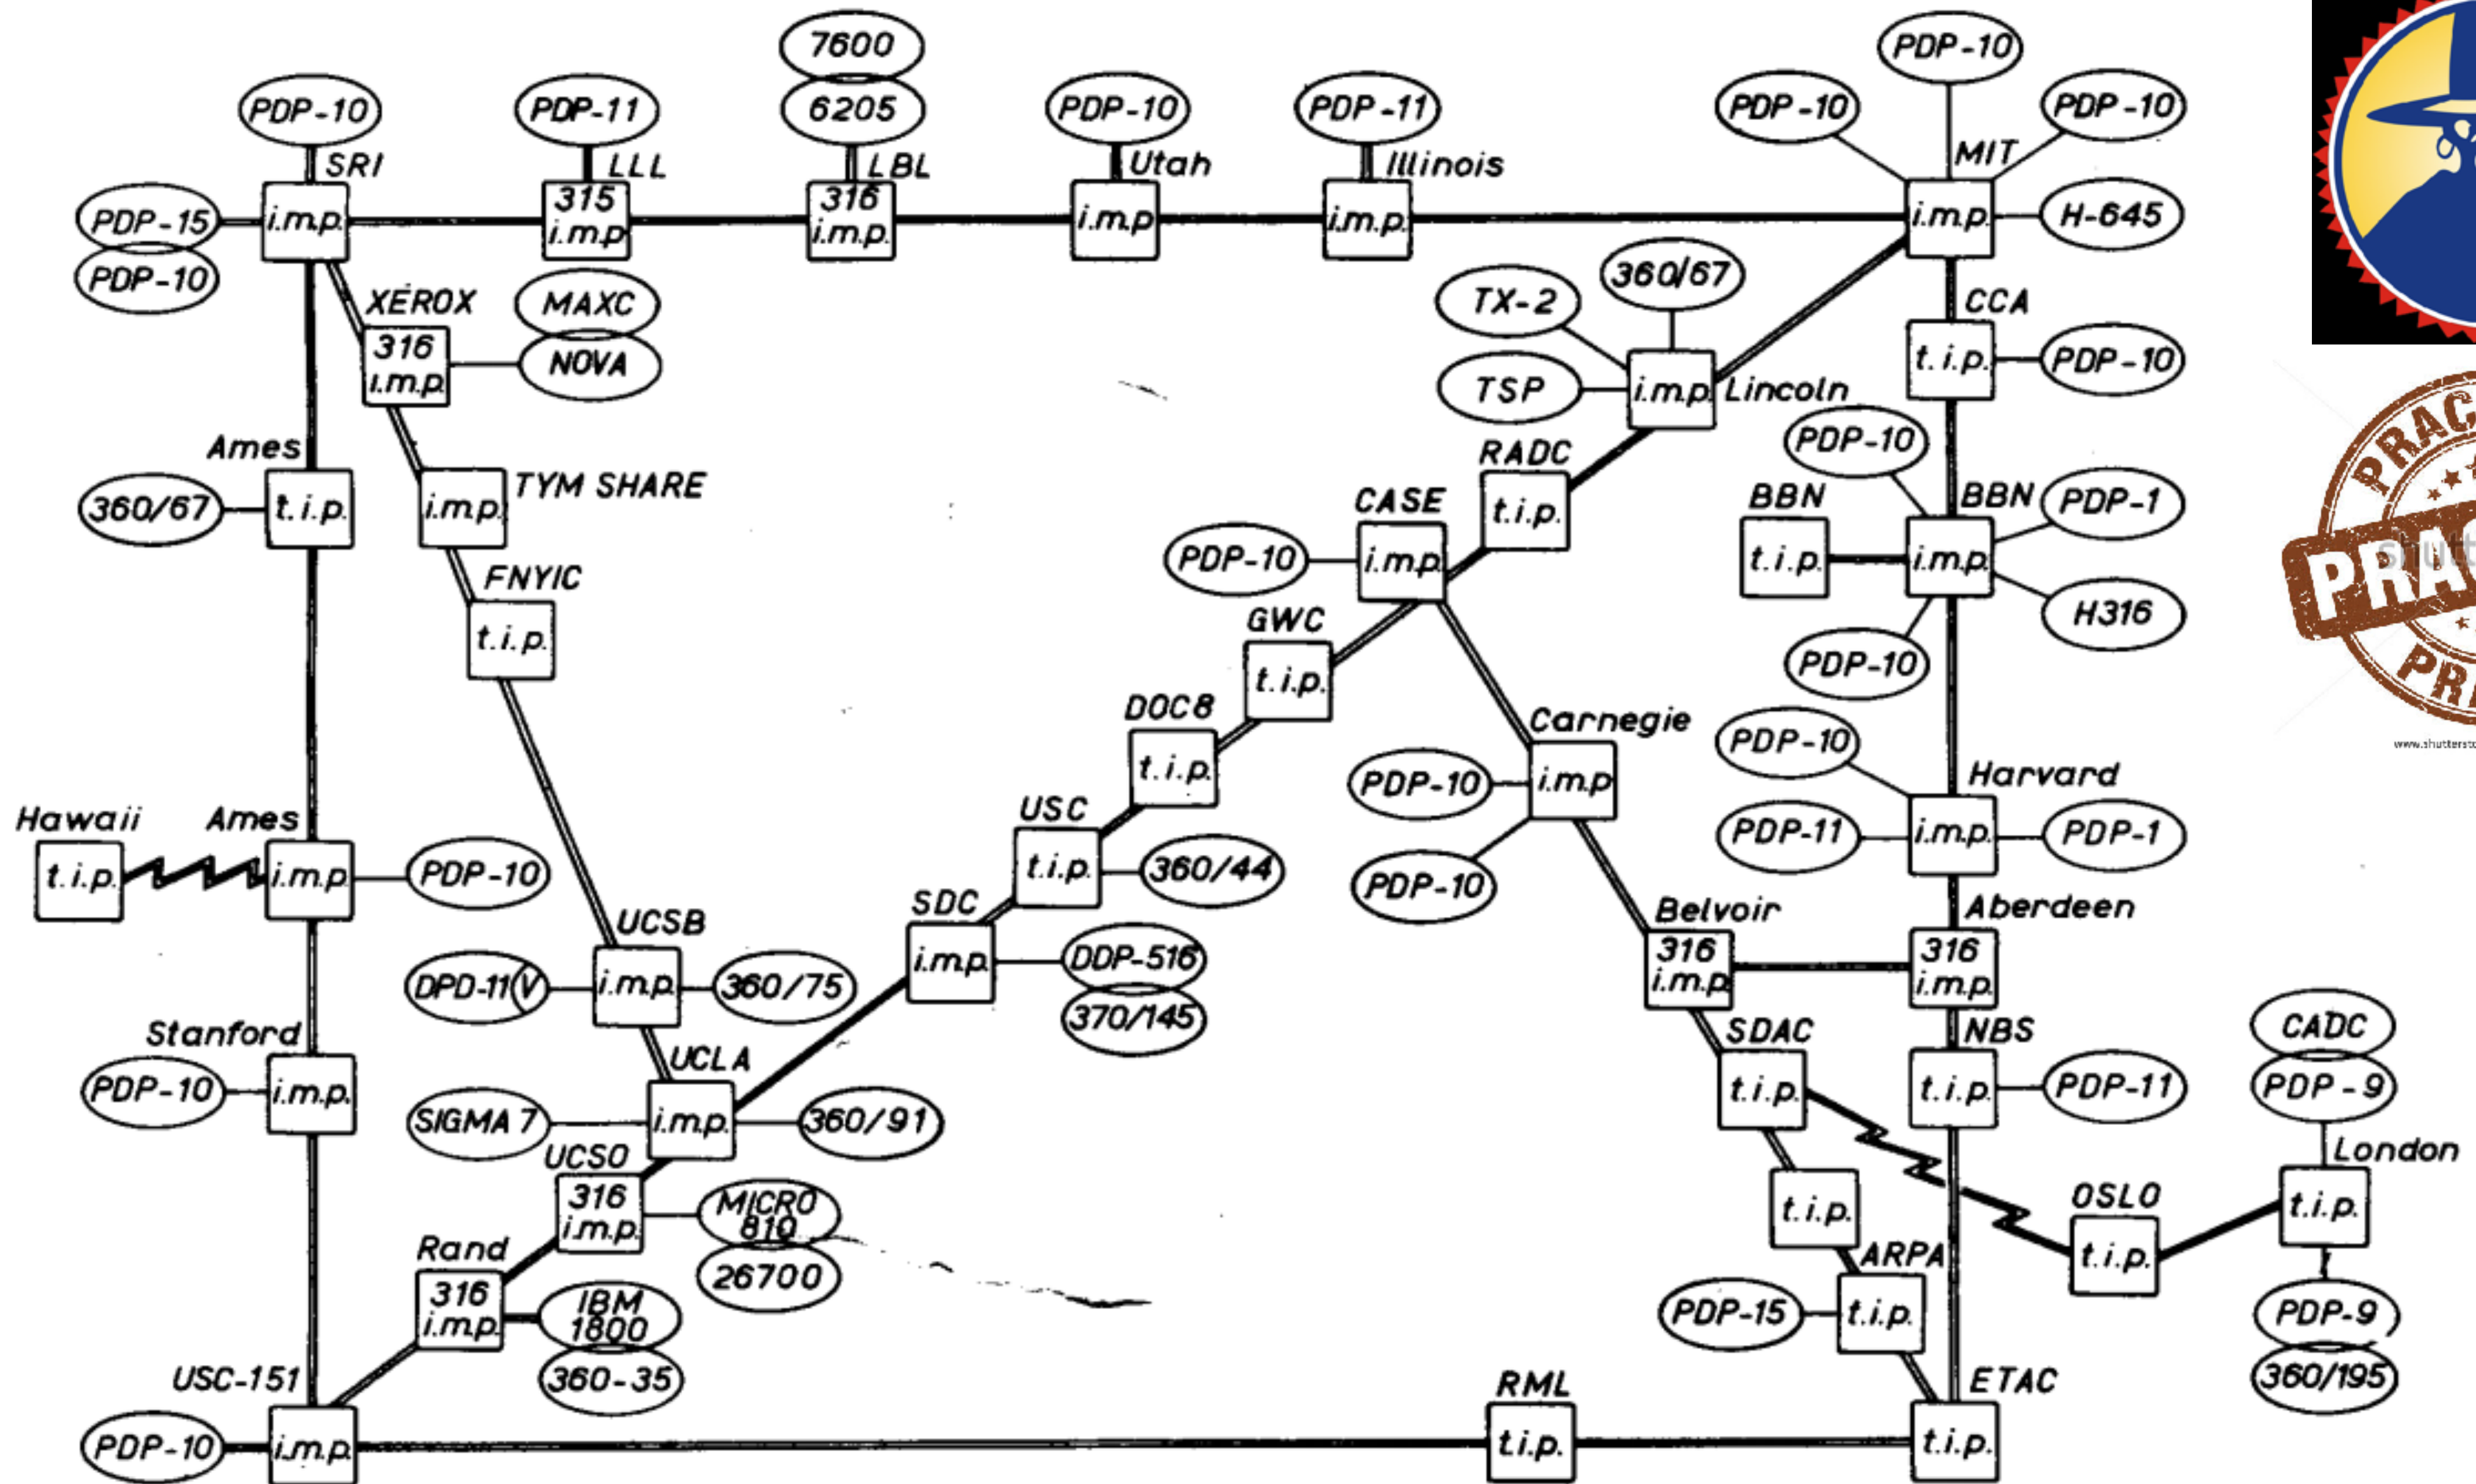 7600
PDP-10
PDP-10
PDP-11
6205
PDP-10
PDP-11
PDP-10
PDP-10
SRI
LLL
LBL
Utah
Illinois
MIT
PDP-15
i.m.p.
315
i.m.p
316
i.m.p.
i.m.p
i.m.p.
i.m.p.
H-645
PDP-10
XEROX
MAXC
316
i.m.p.
NOVA
TX-2
360/67
CCA
TSP
i.m.p.
Lincoln
t.i.p.
PDP-10
Ames
360/67
t.i.p.
TYM SHARE
i.m.p.
RADC
t.i.p.
CASE
PDP-10
i.m.p.
PDP-10
BBN
t.i.p.
BBN
i.m.p.
PDP-1
H316
PDP-10
FNYIC
t.i.p.
GWC
t.i.p.
DOC8
t.i.p.
Carnegie
PDP-10
i.m.p
PDP-10
PDP-10
Harvard
PDP-11
i.m.p.
PDP-1
Hawaii
t.i.p.
Ames
i.m.p.
PDP-10
USC
t.i.p.
360/44
SDC
i.m.p.
DDP-516
370/145
UCSB
DPD-11(V
i.m.p.
360/75
Belvoir
316
i.m.p.
Aberdeen
316
i.m.p.
Stanford
PDP-10
i.m.p.
UCLA
SIGMA 7
i.m.p.
360/91
SDAC
t.i.p.
NBS
t.i.p.
PDP-11
CADC
PDP-9
London
t.i.p.
PDP-9
360/195
UCSO
316
i.m.p.
MICRO
810
26700
t.i.p.
OSLO
t.i.p.
Rand
316
i.m.p.
IBM
1800
360-35
ARPA
PDP-15
t.i.p.
USC-151
PDP-10
i.m.p.
RML
t.i.p.
ETAC
t.i.p.